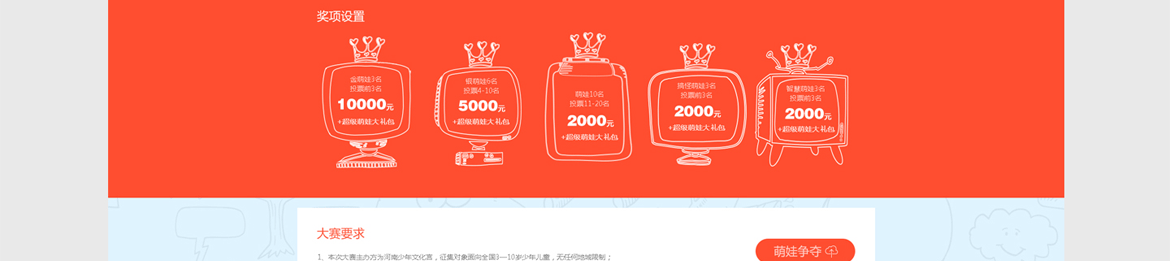 奖项设置
金萌娃3名
投票前3名
10000元
+超级萌娃大礼包
银萌娃6名
投票4-10名
5000元
+超级萌娃大礼包
萌娃10名
投票11-20名
2000元
+超级萌娃大礼包
搞怪萌娃3名
投票前3名
2000元
+超级萌娃大礼包
智慧萌娃3名
投票前3名
2000元
+超级萌娃大礼包
大赛要求
萌娃争夺
1、本次大赛主办方为河南少年文化宫，征集对象面向全国3—10岁少年儿童，无任何地域限制；